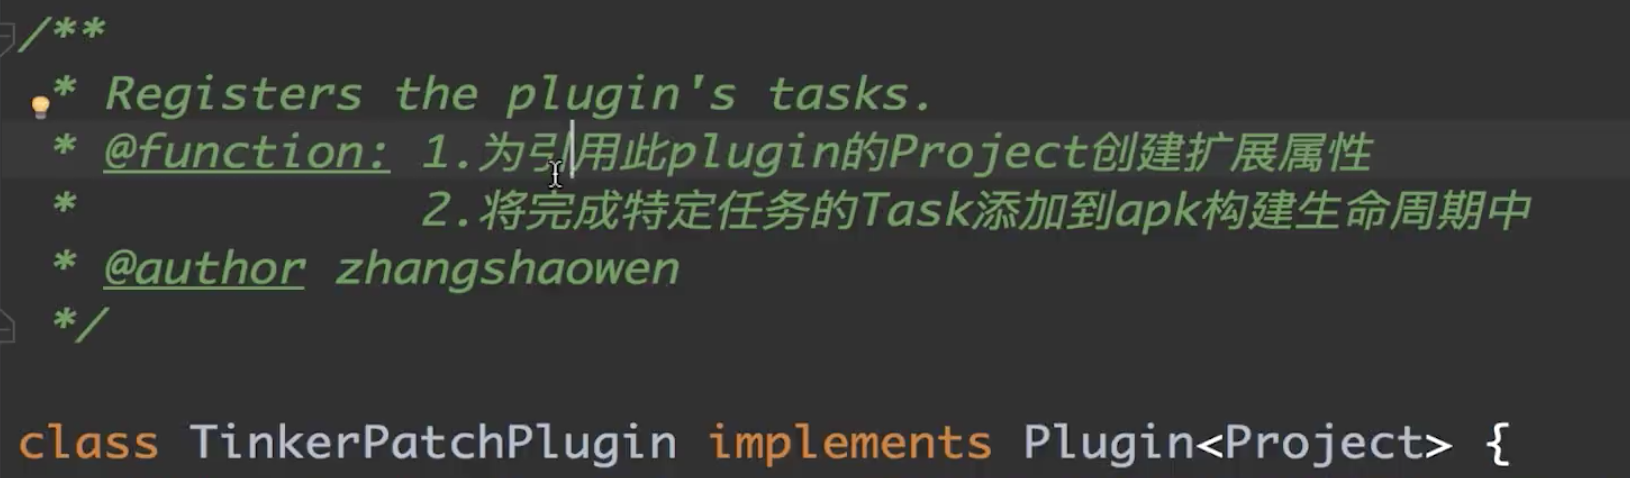 /**
* Registers the plugin's tasks.
* @function: 1.为引用此plugin的Project创建扩展属性
* 2.将完成特定任务的Task添加到apk构建生命周期中
* @author zhangshaowen
*/
class TinkerPatchPlugin implements Plugin<Project> {